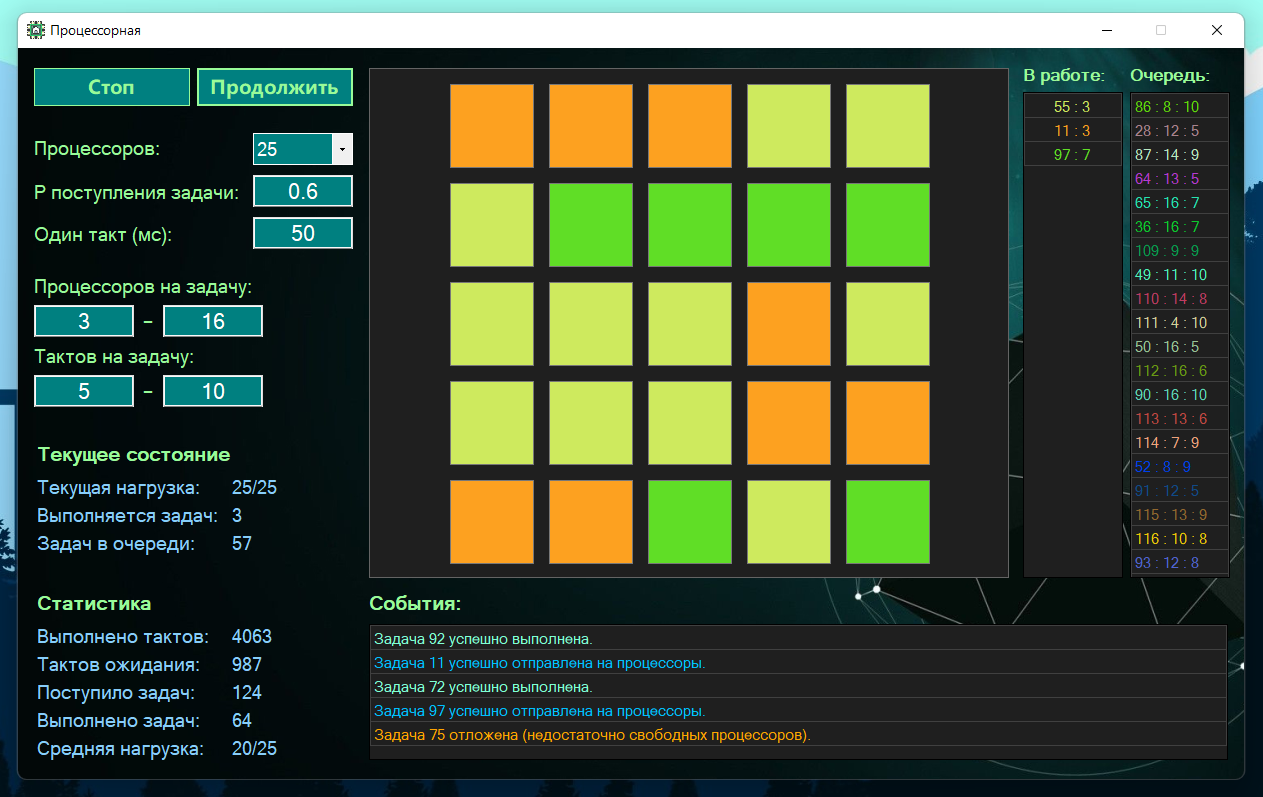 Процессорная
Стоп
Продолжить
Процессоров:
25
P поступления задачи:
0.6
Один такт (мс):
50
Процессоров на задачу:
3 - 16
Тактов на задачу:
5 - 10
Текущее состояние
Текущая нагрузка: 25/25
Выполняется задач: 3
Задач в очереди: 57
Статистика
Выполнено тактов: 4063
Тактов ожидания: 987
Поступило задач: 124
Выполнено задач: 64
Средняя нагрузка: 20/25
В работе:
55 : 3
11 : 3
97 : 7
Очередь:
86 : 8 : 10
28 : 12 : 5
87 : 14 : 9
64 : 13 : 5
65 : 16 : 7
36 : 16 : 7
109 : 9 : 9
49 : 11 : 10
110 : 14 : 8
111 : 4 : 10
50 : 16 : 5
112 : 16 : 6
90 : 16 : 10
113 : 13 : 6
114 : 7 : 9
52 : 8 : 9
91 : 12 : 5
115 : 13 : 9
116 : 10 : 8
93 : 12 : 8
События:
Задача 92 успешно выполнена.
Задача 11 успешно отправлена на процессоры.
Задача 72 успешно выполнена.
Задача 97 успешно отправлена на процессоры.
Задача 75 отложена (недостаточно свободных процессоров).